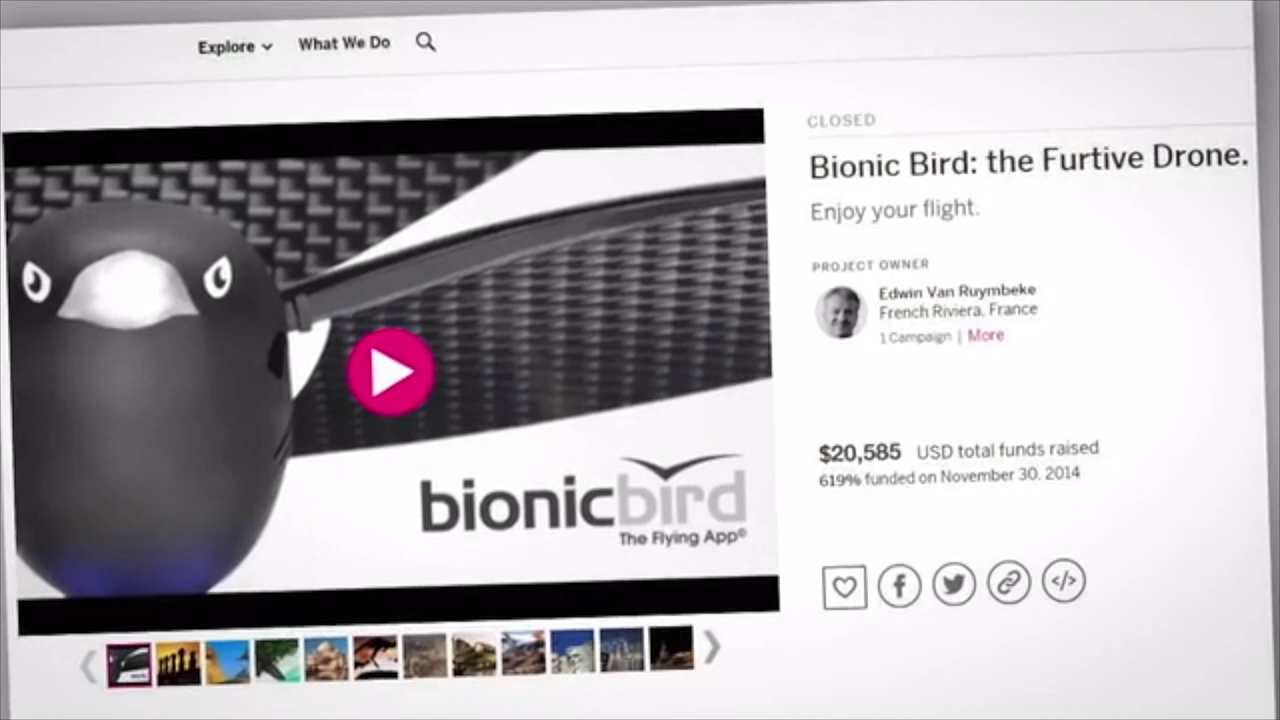 Explore
What We Do
CLOSED
Bionic Bird: the Furtive Drone.
Enjoy your flight.
PROJECT OWNER
Edwin Van Ruymbeke
French Riviera, France
1 Campaign | More
$20,585 USD total funds raised
619% funded on November 30, 2014
bionicbird
The Flying App®